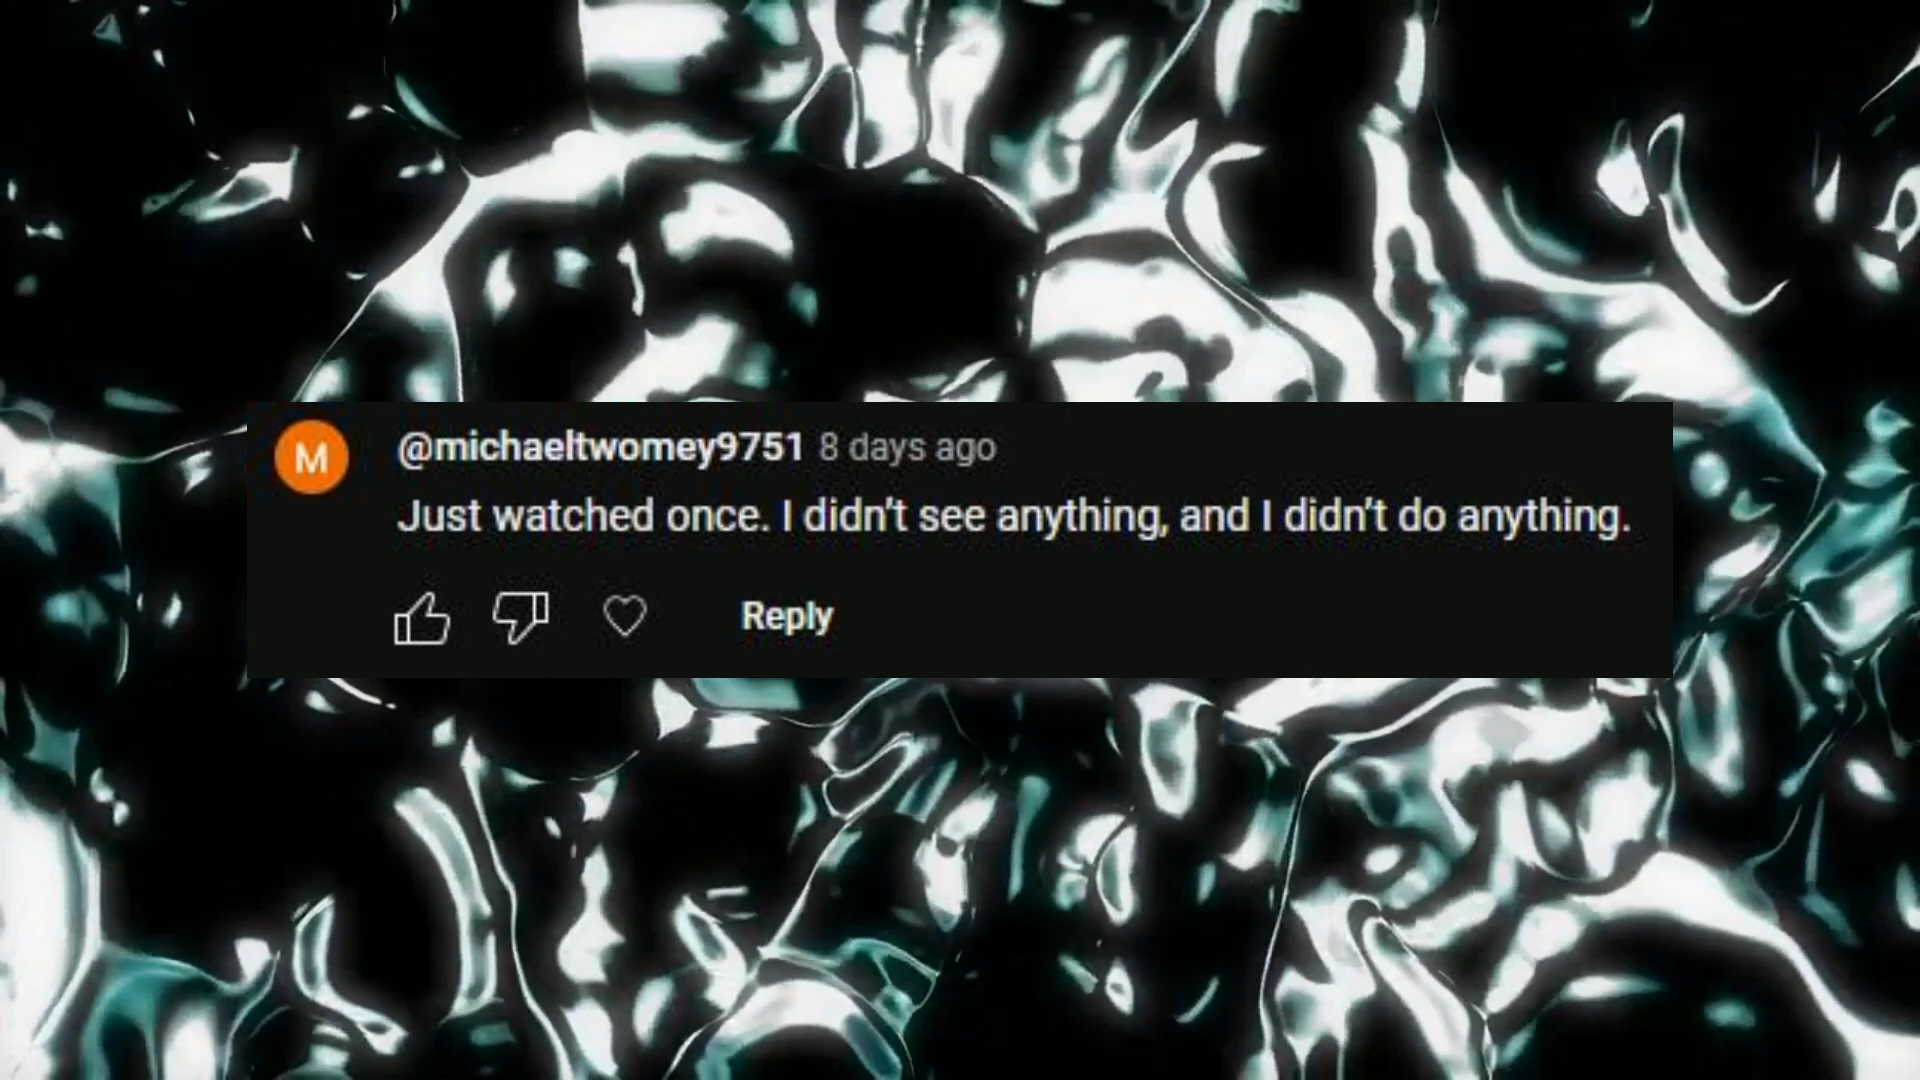 M
@michaeltwomey9751 8 days ago
Just watched once. I didn't see anything, and I didn't do anything.
Reply